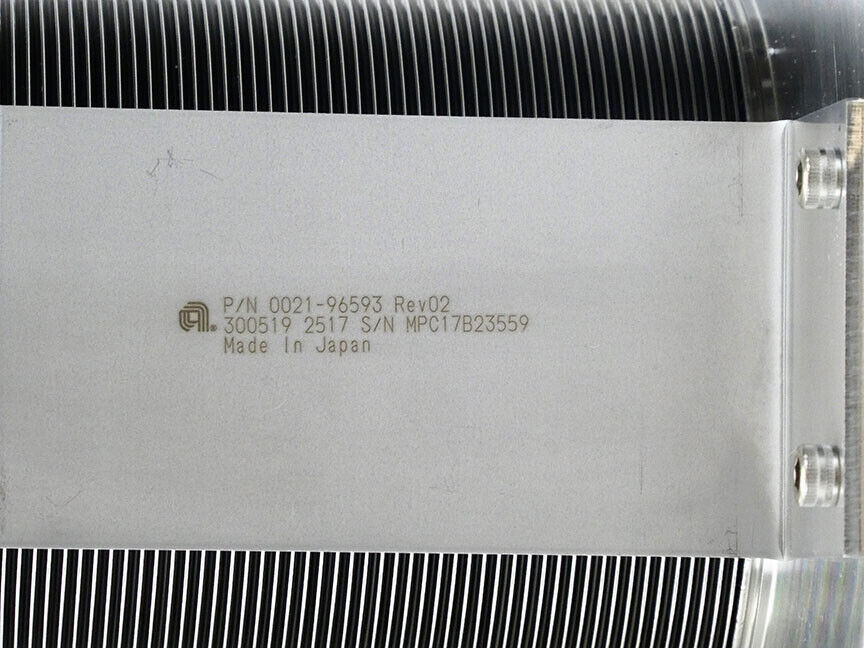 P/N 0021-96593 Rev02
300519 2517 S/N MPC17B23559
Made In Japan